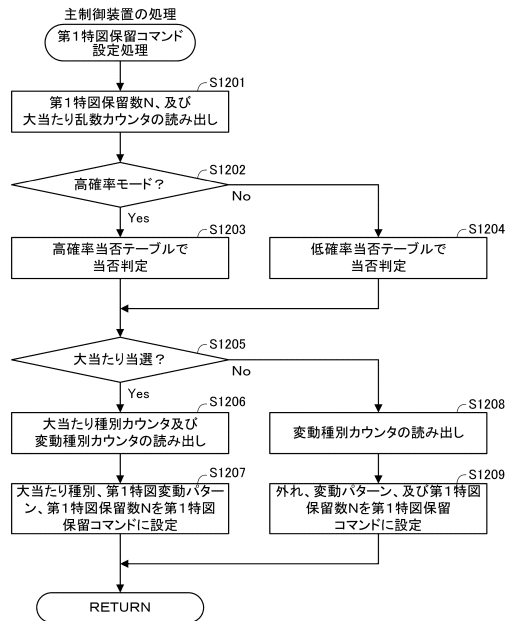 主制御装置の処理
第1特図保留コマンド
設定処理
S1201
第1特図保留数N、及び
大当たり乱数カウンタの読み出し
S1202
高確率モード?
No
Yes
S1203
高確率当否テーブルで
当否判定
S1204
低確率当否テーブルで
当否判定
S1205
大当たり当選?
No
Yes
S1206
大当たり種別カウンタ及び
変動種別カウンタの読み出し
S1208
変動種別カウンタの読み出し
S1207
大当たり種別、第1特図変動パター
ン、第1特図保留数Nを第1特図
保留コマンドに設定
S1209
外れ、変動パターン、及び第1特図
保留数Nを第1特図保留
コマンドに設定
RETURN